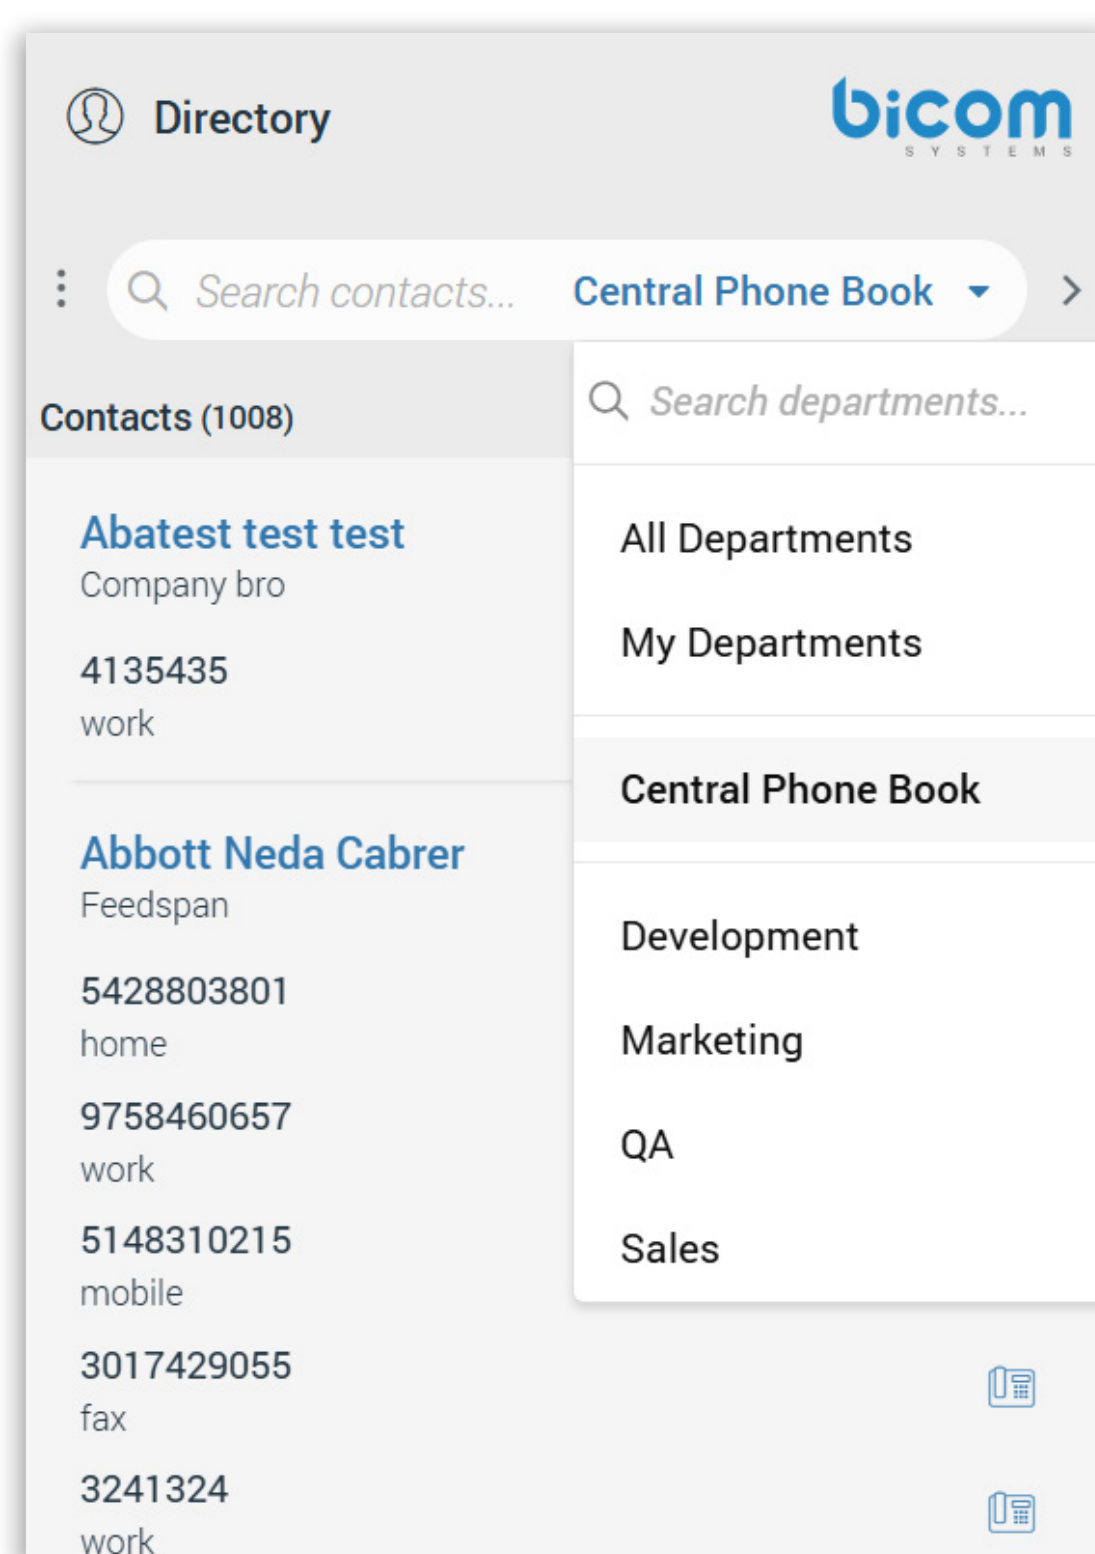 Directory
bicom
SYSTEMS
Search contacts...
Central Phone Book
Search departments...
Contacts (1008)
All Departments
My Departments
Central Phone Book
Development
Marketing
QA
Sales
Abatest test test
Company bro
4135435
work
Abbott Neda Cabrer
Feedspan
5428803801
home
9758460657
work
5148310215
mobile
3017429055
fax
3241324
work